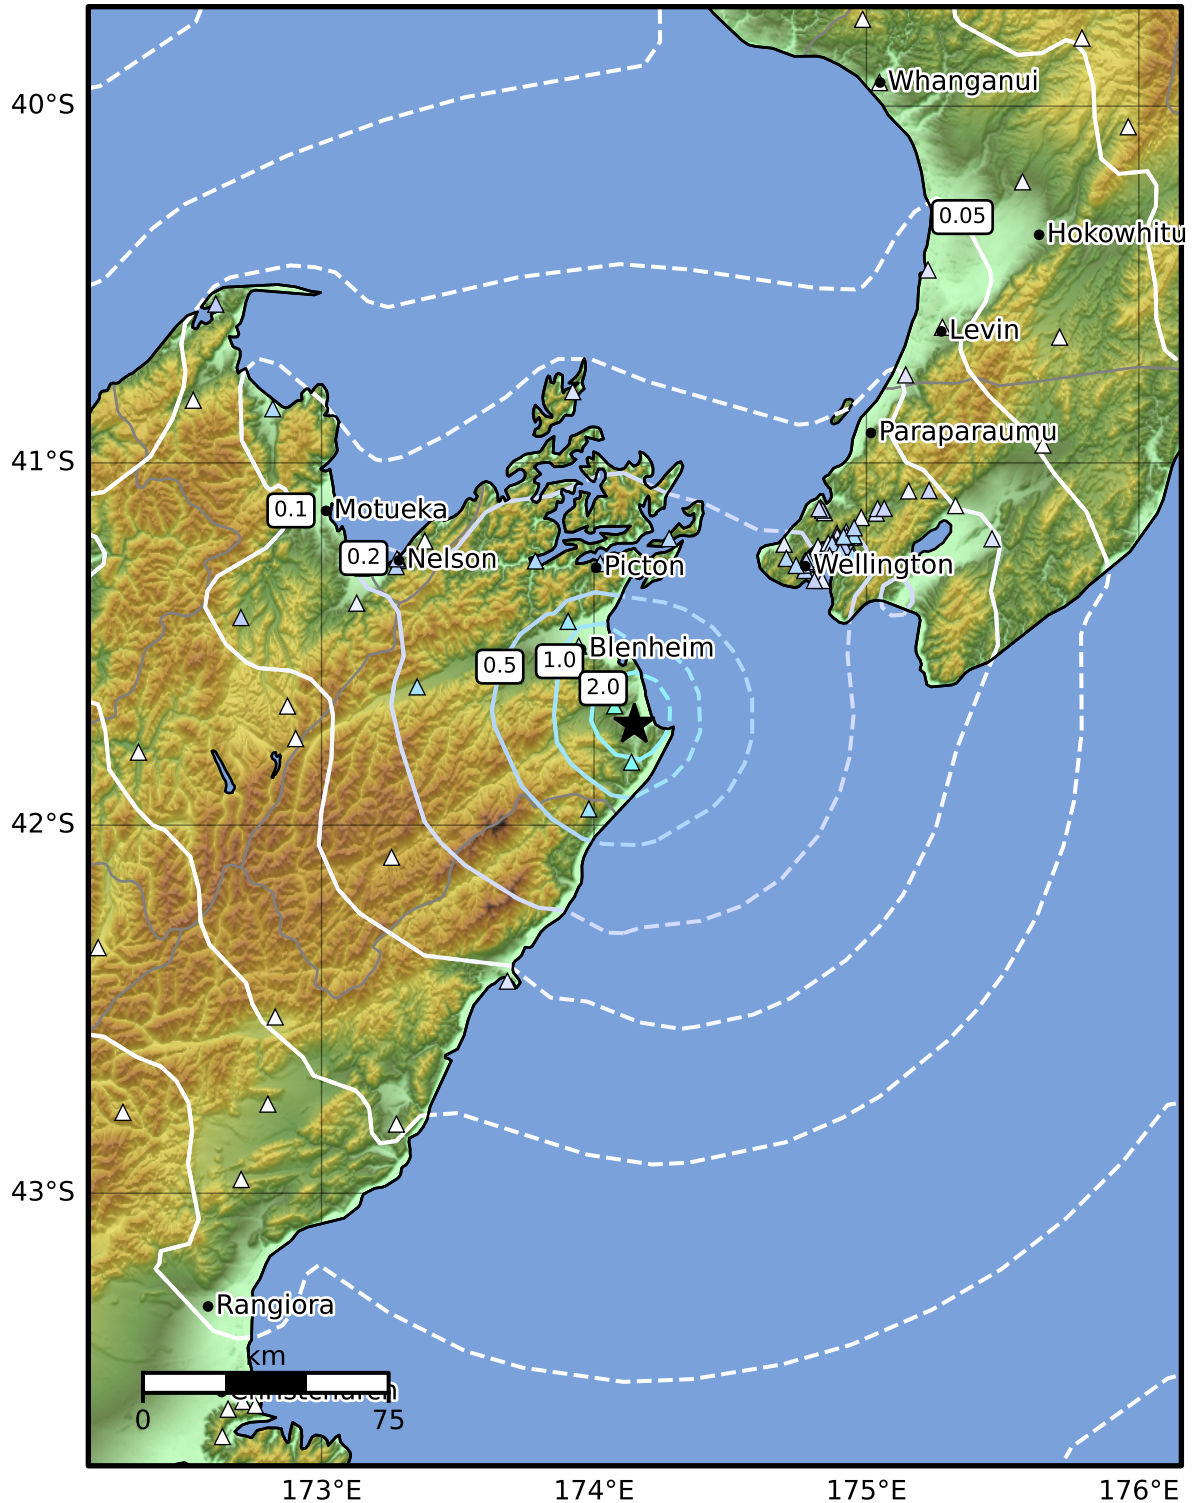 Whanganui
40°S
0.05
Hokowhitu
Levin
Paraparaumu
41°S
0.1
Motueka
0.2
Nelson
Picton
Wellington
Blenheim
0.5
1.0
2.0
42°S
43°S
Rangiora
km
Christchurch
0
75
173°E
174°E
175°E
176°E